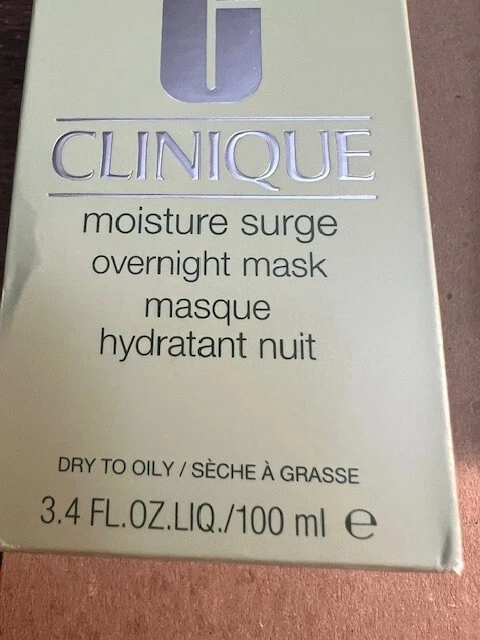 CLINIQUE
moisture surge
overnight mask
masque
hydratant nuit
DRY TO OILY / SÈCHE À GRASSE
3.4 FL.OZ.LIQ./100 ml ℮